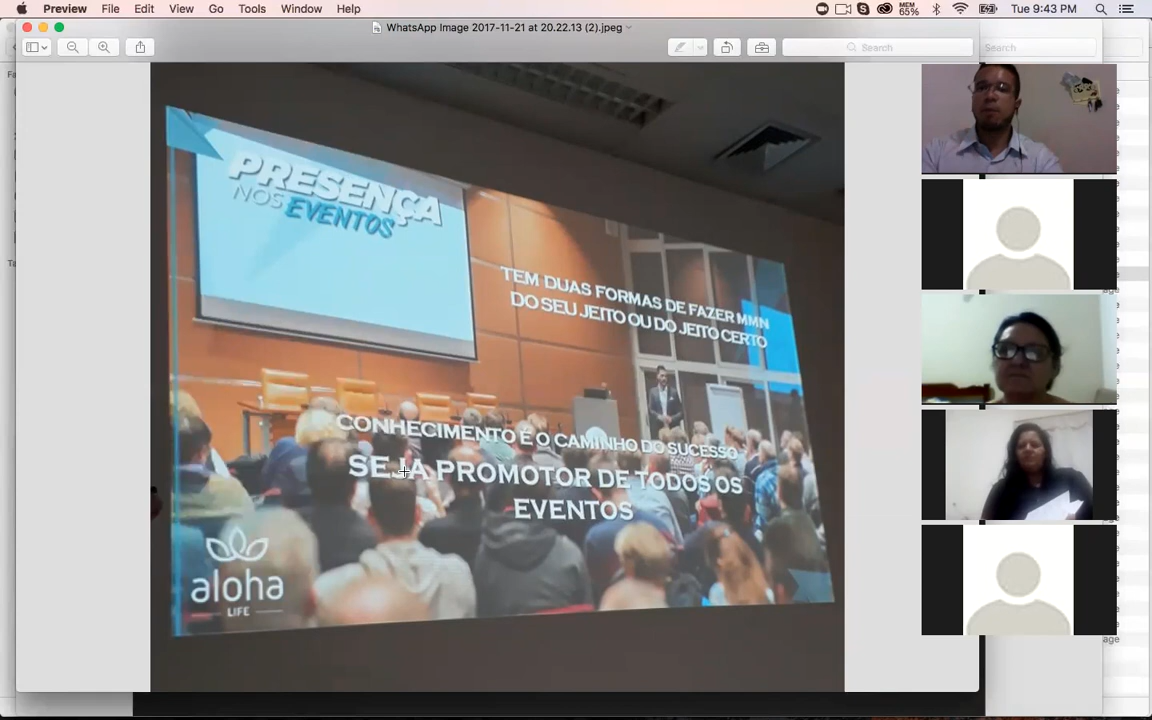 Preview File Edit View Go Tools Window Help MEM 65% Tue 9:43 PM
WhatsApp Image 2017-11-21 at 20.22.13 (2).jpeg
Search
Search
PRESENÇA
NOS EVENTOS
TEM DUAS FORMAS DE FAZER MMN
DO SEU JEITO OU DO JEITO CERTO
CONHECIMENTO É O CAMINHO DO SUCESSO
SEJA PROMOTOR DE TODOS OS
EVENTOS
aloha
LIFE